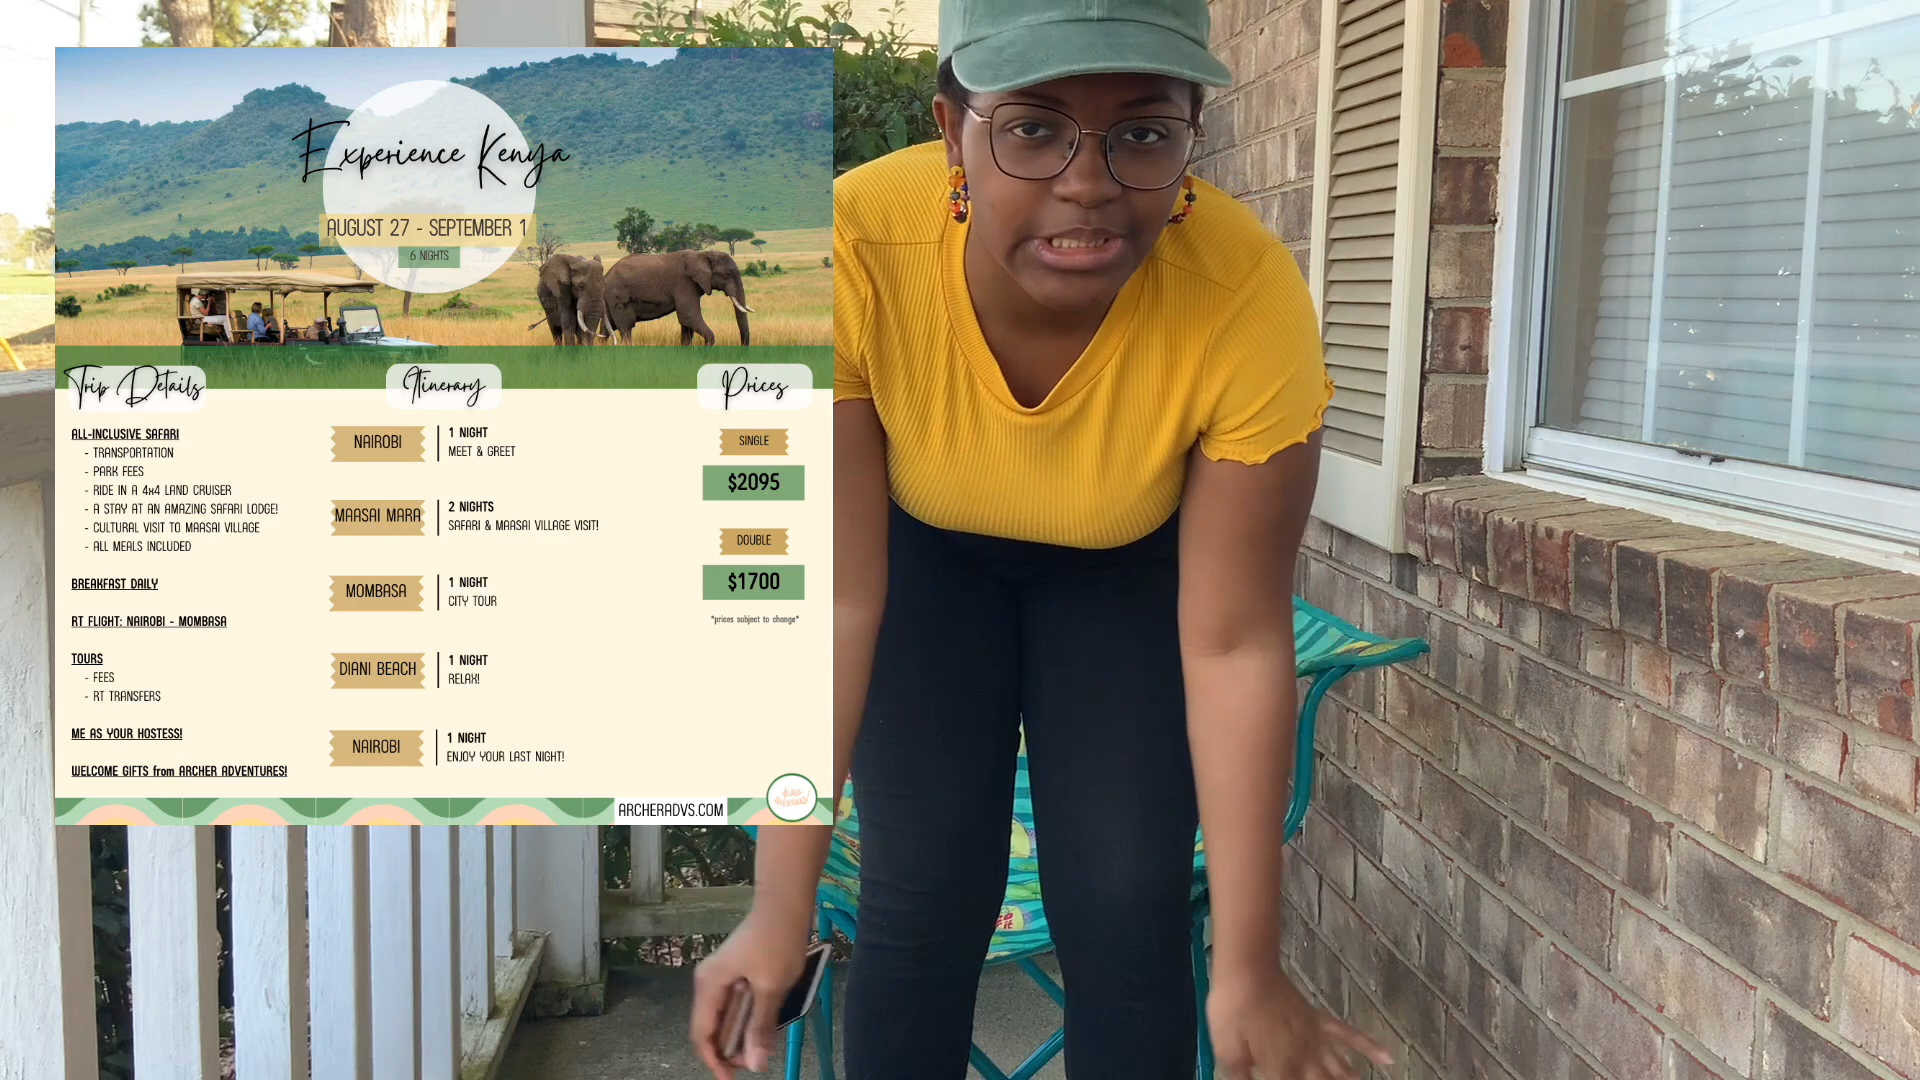 Experience Kenya
AUGUST 27 - SEPTEMBER 1
6 NIGHTS
Trip Details
ALL-INCLUSIVE SAFARI
- TRANSPORTATION
- PARK FEES
- RIDE IN A 4x4 LAND CRUISER
- A STAY AT AN AMAZING SAFARI LODGE!
- CULTURAL VISIT TO MAASAI VILLAGE
- ALL MEALS INCLUDED
BREAKFAST DAILY
RT FLIGHT: NAIROBI - MOMBASA
TOURS
- FEES
- RT TRANSFERS
ME AS YOUR HOSTESS!
WELCOME GIFTS from ARCHER ADVENTURES!
Itinerary
NAIROBI
1 NIGHT
MEET & GREET
MAASAI MARA
2 NIGHTS
SAFARI & MAASAI VILLAGE VISIT!
MOMBASA
1 NIGHT
CITY TOUR
DIANI BEACH
1 NIGHT
RELAX!
NAIROBI
1 NIGHT
ENJOY YOUR LAST NIGHT!
Prices
SINGLE
$2095
DOUBLE
$1700
*prices subject to change*
ARCHERADVS.COM